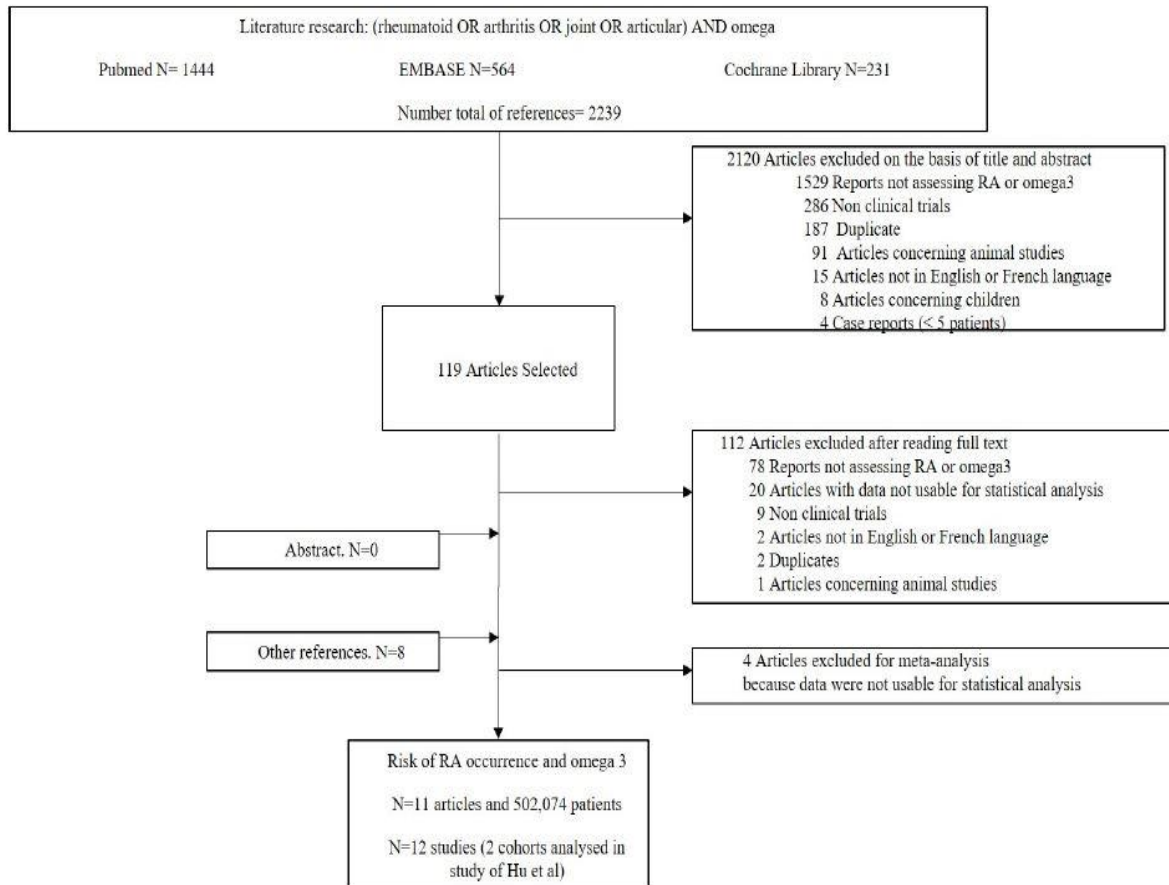 Literature research: (rheumatoid OR arthritis OR joint OR articular) AND omega
Pubmed N= 1444 EMBASE N=564 Cochrane Library N=231
Number total of references= 2239
2120 Articles excluded on the basis of title and abstract
1529 Reports not assessing RA or omega3
286 Non clinical trials
187 Duplicate
91 Articles concerning animal studies
15 Articles not in English or French language
8 Articles concerning children
4 Case reports (< 5 patients)
119 Articles Selected
112 Articles excluded after reading full text
78 Reports not assessing RA or omega3
20 Articles with data not usable for statistical analysis
9 Non clinical trials
2 Articles not in English or French language
2 Duplicates
1 Articles concerning animal studies
Abstract. N=0
Other references. N=8
4 Articles excluded for meta-analysis
because data were not usable for statistical analysis
Risk of RA occurrence and omega 3
N=11 articles and 502,074 patients
N=12 studies (2 cohorts analysed in
study of Hu et al)